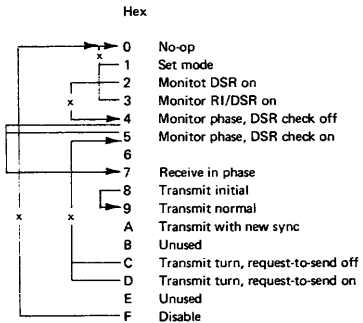 Hex
0 No-op
1 Set mode
2 Monitot DSR on
3 Monitor RI/DSR on
4 Monitor phase, DSR check off
5 Monitor phase, DSR check on
6
7 Receive in phase
8 Transmit initial
9 Transmit normal
A Transmit with new sync
B Unused
C Transmit turn, request-to-send off
D Transmit turn, request-to-send on
E Unused
F Disable
x
x
x
x